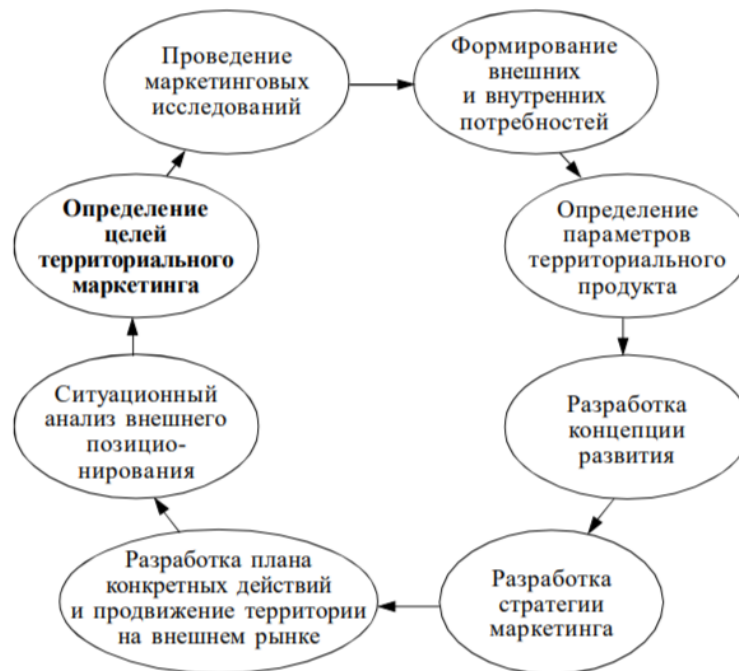 Проведение
маркетинговых
исследований
Формирование
внешних
и внутренних
потребностей
Определение
параметров
территориального
продукта
Разработка
концепции
развития
Разработка
стратегии
маркетинга
Разработка плана
конкретных действий
и продвижение территории
на внешнем рынке
Ситуационный
анализ внешнего
позицио-
нирования
Определение
целей
территориального
маркетинга